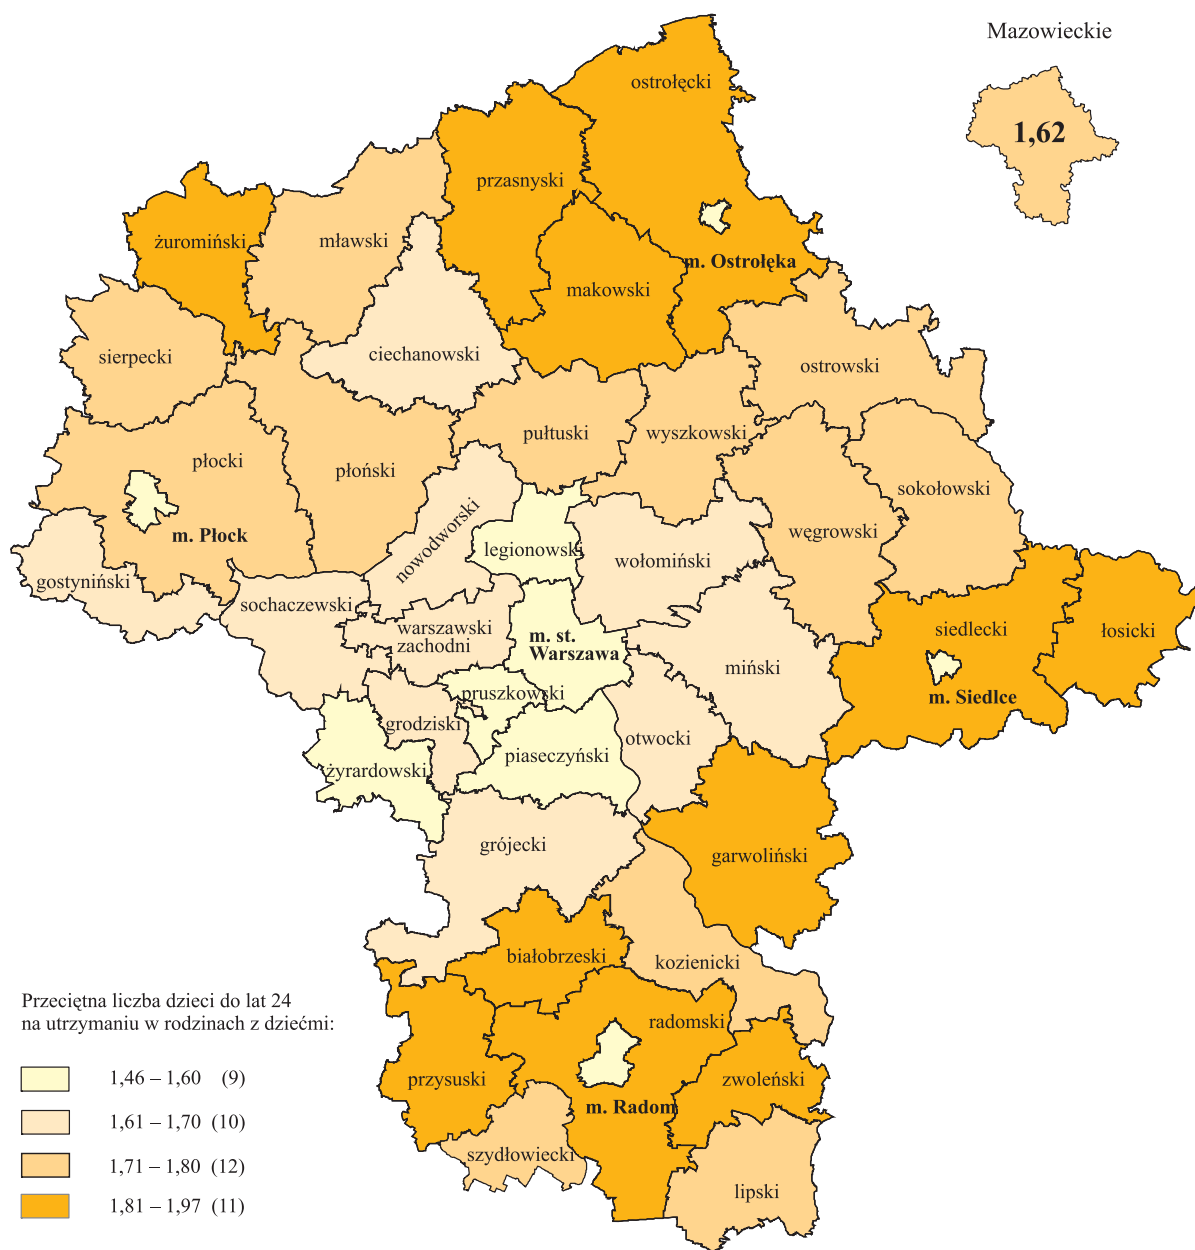 Mazowieckie
1,62
ostrołęcki
przasnyski
żuromiński
mławski
m. Ostrołęka
makowski
sierpecki
ciechanowski
ostrowski
pułtuski
wyszkowski
płocki
płoński
sokołowski
m. Płock
nowodworski
legionowski
wołomiński
węgrowski
gostyniński
sochaczewski
warszawski
zachodni
m. st.
Warszawa
siedlecki
łosicki
miński
m. Siedlce
pruszkowski
grodziski
otwocki
piaseczyński
żyrardowski
grójecki
garwoliński
białobrzeski
kozienicki
radomski
przysuski
zwoleński
m. Radom
szydłowiecki
lipski
Przeciętna liczba dzieci do lat 24
na utrzymaniu w rodzinach z dziećmi:
1,46 – 1,60 (9)
1,61 – 1,70 (10)
1,71 – 1,80 (12)
1,81 – 1,97 (11)